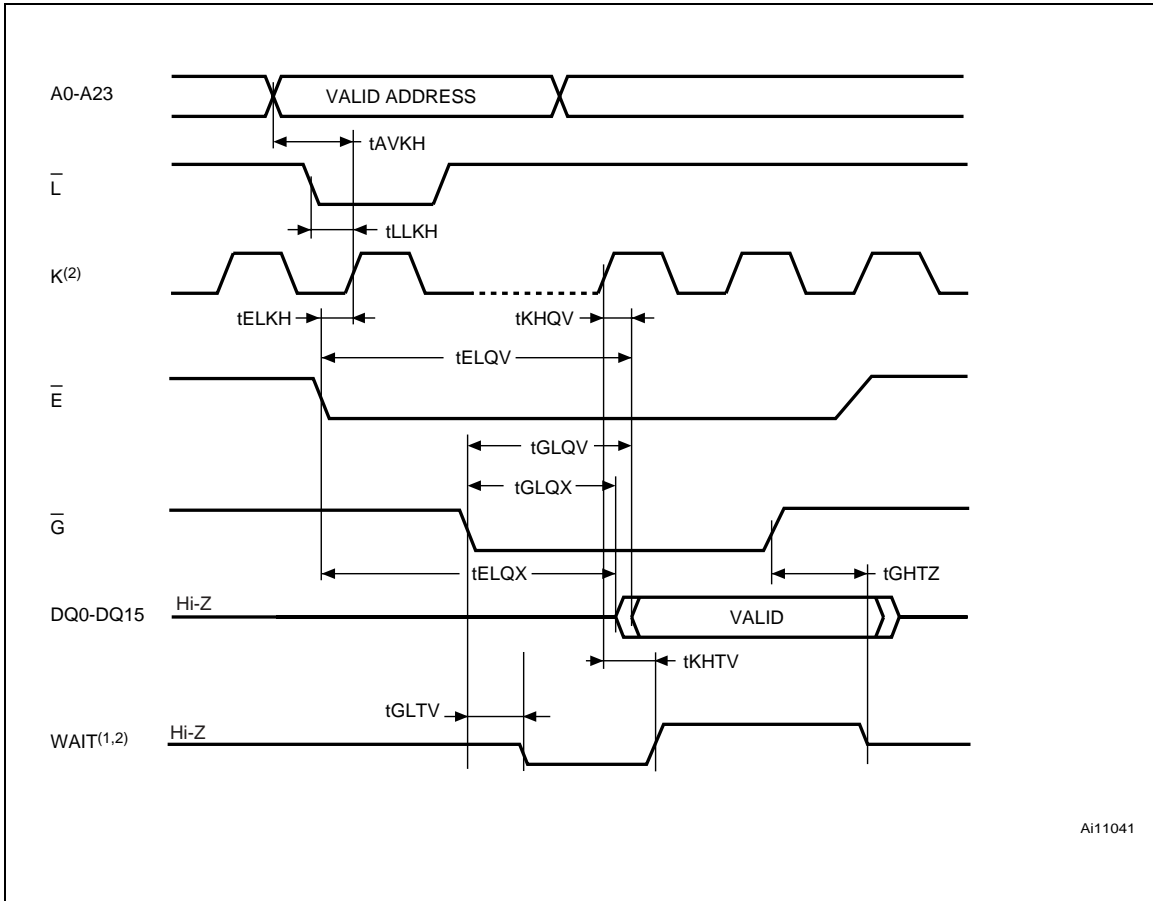 A0-A23
VALID ADDRESS
tAVKH
L̅
tLLKH
K(2)
tELKH
tKHQV
tELQV
E̅
tGLQV
tGLQX
G̅
tELQX
tGHTZ
DQ0-DQ15
Hi-Z
VALID
tKHTV
tGLTV
WAIT(1,2)
Hi-Z
Ai11041